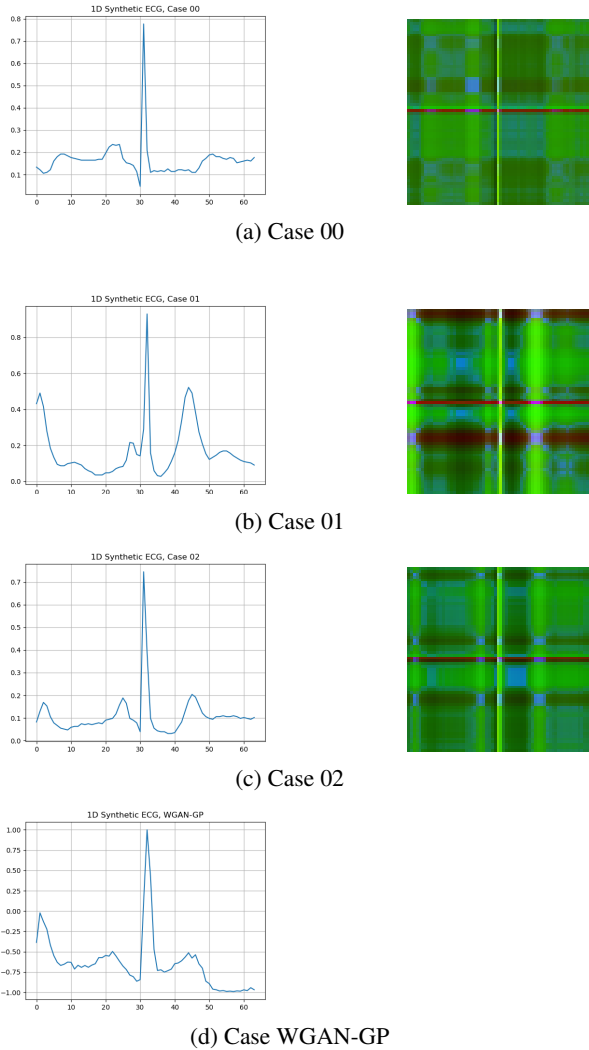 1D Synthetic ECG, Case 00
0.8
0.7
0.6
0.5
0.4
0.3
0.2
0.1
0 10 20 30 40 50 60
(a) Case 00
1D Synthetic ECG, Case 01
0.8
0.6
0.4
0.2
0.0
0 10 20 30 40 50 60
(b) Case 01
1D Synthetic ECG, Case 02
0.7
0.6
0.5
0.4
0.3
0.2
0.1
0.0
0 10 20 30 40 50 60
(c) Case 02
1D Synthetic ECG, WGAN-GP
1.00
0.75
0.50
0.25
0.00
−0.25
−0.50
−0.75
−1.00
0 10 20 30 40 50 60
(d) Case WGAN-GP